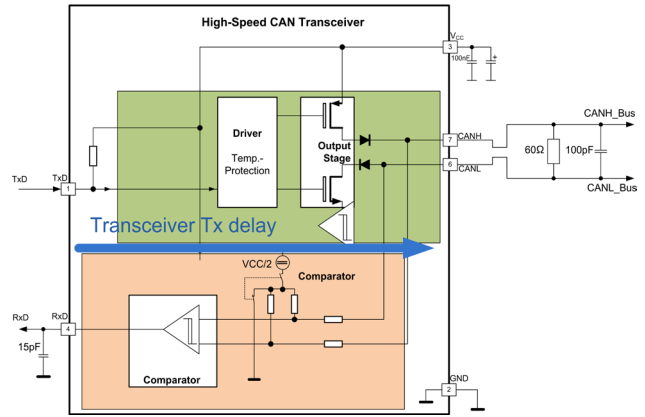 High-Speed CAN Transceiver
VCC
3
100nF
+
Driver
Temp.-
Protection
Output
Stage
7
CANH
6
CANL
CANH_Bus
60Ω
100pF
CANL_Bus
TxD
TxD
1
Transceiver Tx delay
VCC/2
Comparator
RxD
RxD
4
15pF
Comparator
GND
2